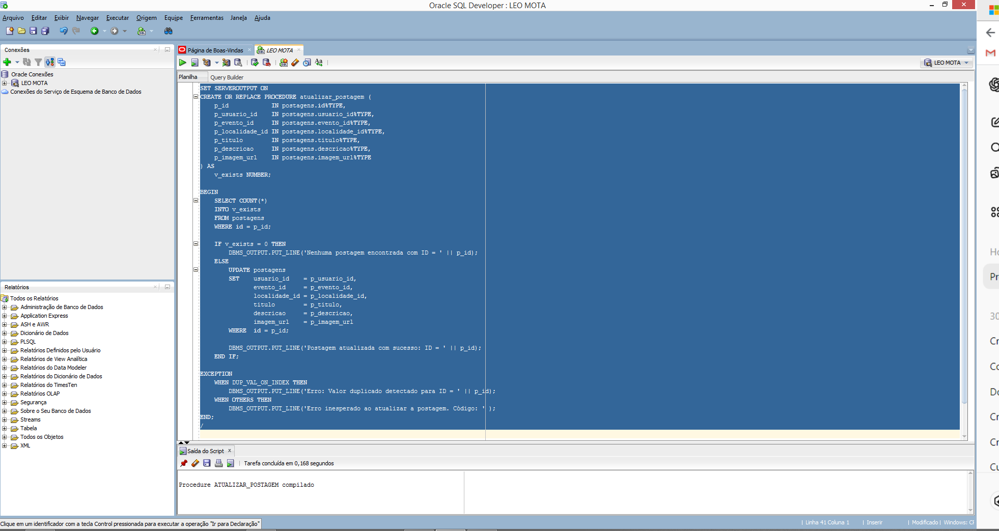 Oracle SQL Developer : LEO MOTA
Arquivo Editar Exibir Navegar Executar Origem Equipe Ferramentas Janela Ajuda
Conexões
Oracle Conexões
LEO MOTA
Conexões do Serviço de Esquema de Banco de Dados
Relatórios
Todos os Relatórios
Administração de Banco de Dados
Application Express
ASH e AWR
Dicionário de Dados
PLSQL
Relatórios Definidos pelo Usuário
Relatórios de View Analítica
Relatórios do Data Modeler
Relatórios do Dicionário de Dados
Relatórios do TimesTen
Relatórios OLAP
Segurança
Sobre o Seu Banco de Dados
Streams
Tabela
Todos os Objetos
XML
Página de Boas-Vindas LEO MOTA
LEO MOTA
Planilha Query Builder
SET SERVEROUTPUT ON
CREATE OR REPLACE PROCEDURE atualizar_postagem (
    p_id            IN postagens.id%TYPE,
    p_usuario_id    IN postagens.usuario_id%TYPE,
    p_evento_id     IN postagens.evento_id%TYPE,
    p_localidade_id IN postagens.localidade_id%TYPE,
    p_titulo        IN postagens.titulo%TYPE,
    p_descricao     IN postagens.descricao%TYPE,
    p_imagem_url    IN postagens.imagem_url%TYPE
) AS
    v_exists NUMBER;
BEGIN
    SELECT COUNT(*)
    INTO v_exists
    FROM postagens
    WHERE id = p_id;
    IF v_exists = 0 THEN
        DBMS_OUTPUT.PUT_LINE('Nenhuma postagem encontrada com ID = ' || p_id);
    ELSE
        UPDATE postagens
        SET    usuario_id    = p_usuario_id,
               evento_id     = p_evento_id,
               localidade_id = p_localidade_id,
               titulo        = p_titulo,
               descricao     = p_descricao,
               imagem_url    = p_imagem_url
        WHERE  id = p_id;
        DBMS_OUTPUT.PUT_LINE('Postagem atualizada com sucesso: ID = ' || p_id);
    END IF;
EXCEPTION
    WHEN DUP_VAL_ON_INDEX THEN
        DBMS_OUTPUT.PUT_LINE('Erro: Valor duplicado detectado para ID = ' || p_id);
    WHEN OTHERS THEN
        DBMS_OUTPUT.PUT_LINE('Erro inesperado ao atualizar a postagem. Código: ' );
END;
/
Saída do Script
Tarefa concluída em 0,168 segundos
Procedure ATUALIZAR_POSTAGEM compilado
Clique em um identificador com a tecla Control pressionada para executar a operação "Ir para Declaração"
| Linha 41 Coluna 1 | Inserir | Modificado | Windows: CF
Ho
Pr
30
Cr
Co
Do
Cr
Cr
Cu